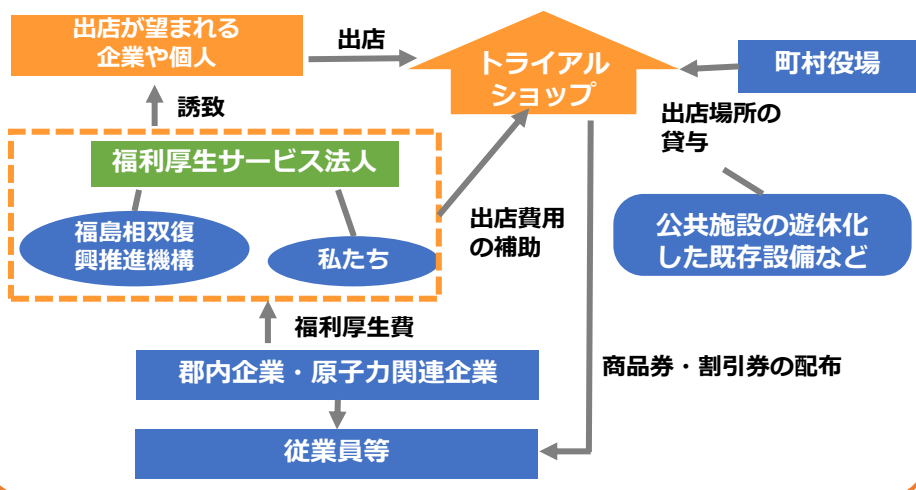 出店が望まれる
企業や個人
出店
トライアル
ショップ
町村役場
誘致
出店場所の
貸与
福利厚生サービス法人
福島相双復
興推進機構
私たち
出店費用
の補助
公共施設の遊休化
した既存設備など
福利厚生費
郡内企業・原子力関連企業
商品券・割引券の配布
従業員等